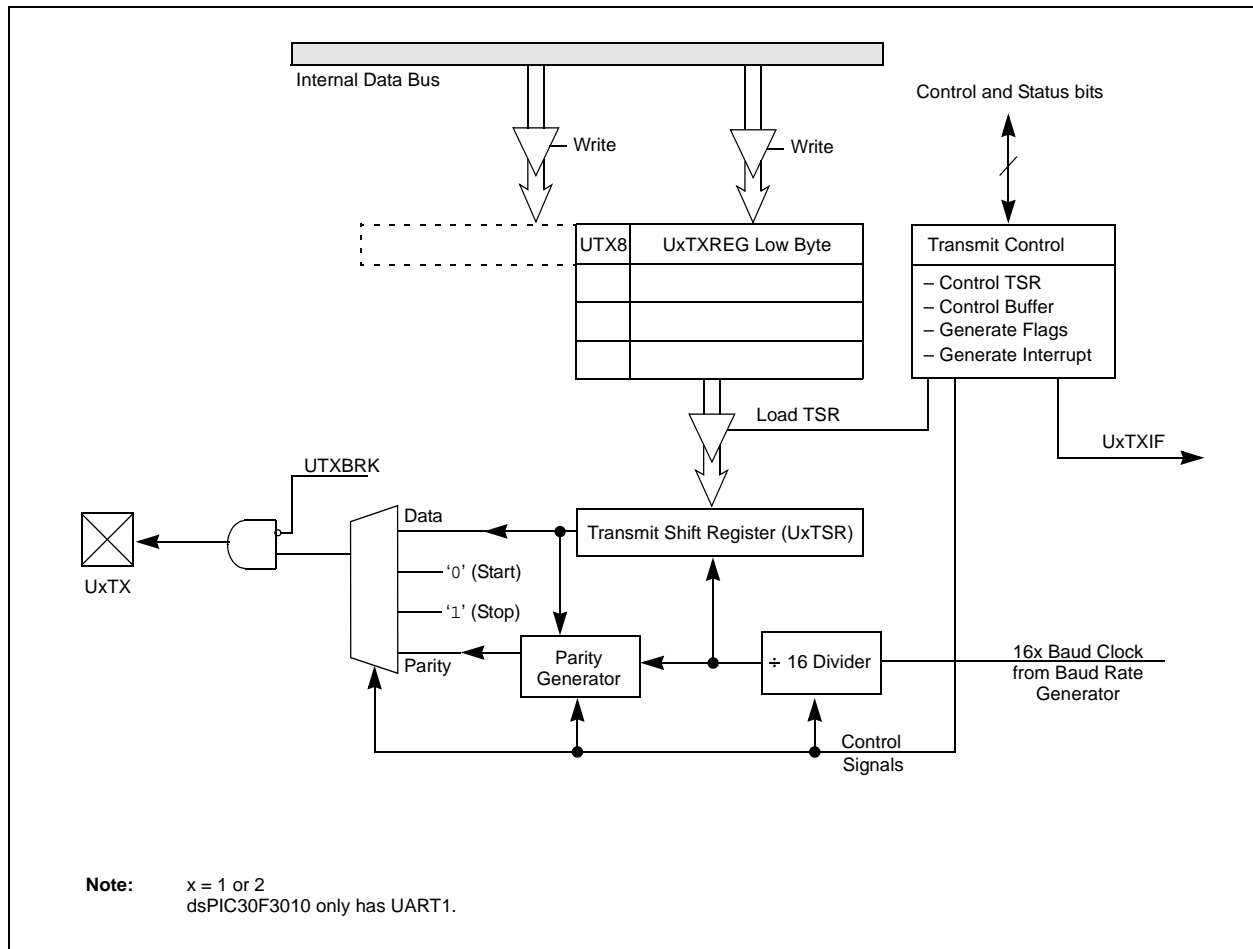 Internal Data Bus
Control and Status bits
Write
Write
UTX8
UxTXREG Low Byte
Transmit Control
– Control TSR
– Control Buffer
– Generate Flags
– Generate Interrupt
Load TSR
UxTXIF
UTXBRK
Data
Transmit Shift Register (UxTSR)
UxTX
‘0’ (Start)
‘1’ (Stop)
Parity
Parity
Generator
÷ 16 Divider
16x Baud Clock
from Baud Rate
Generator
Control
Signals
Note: x = 1 or 2
dsPIC30F3010 only has UART1.